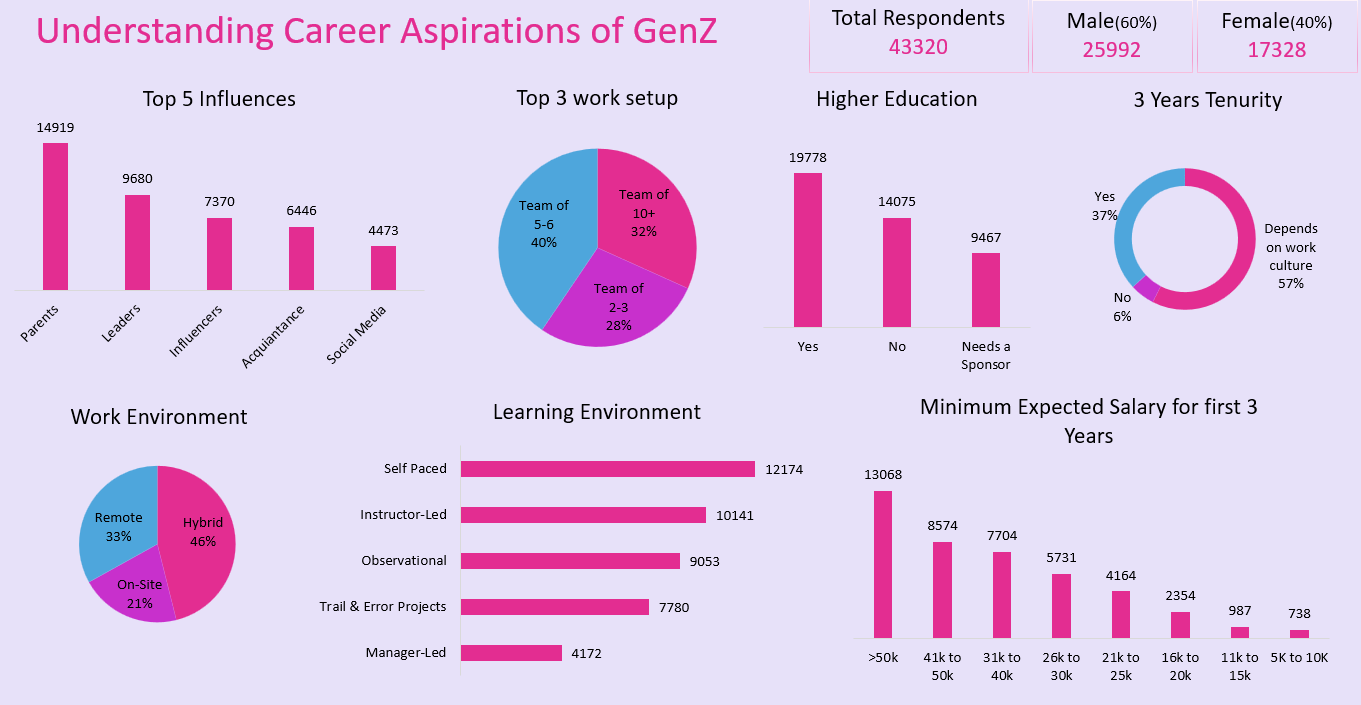 Understanding Career Aspirations of GenZ
Total Respondents
43320
Male(60%)
25992
Female(40%)
17328
Top 5 Influences
14919
9680
7370
6446
4473
Parents
Leaders
Influencers
Acquiantance
Social Media
Top 3 work setup
Team of
10+
32%
Team of
2-3
28%
Team of
5-6
40%
Higher Education
19778
14075
9467
Yes
No
Needs a
Sponsor
3 Years Tenurity
Yes
37%
Depends
on work
culture
57%
No
6%
Work Environment
Remote
33%
Hybrid
46%
On-Site
21%
Learning Environment
Self Paced 12174
Instructor-Led 10141
Observational 9053
Trail & Error Projects 7780
Manager-Led 4172
Minimum Expected Salary for first 3
Years
13068
8574
7704
5731
4164
2354
987
738
>50k
41k to
50k
31k to
40k
26k to
30k
21k to
25k
16k to
20k
11k to
15k
5K to 10K